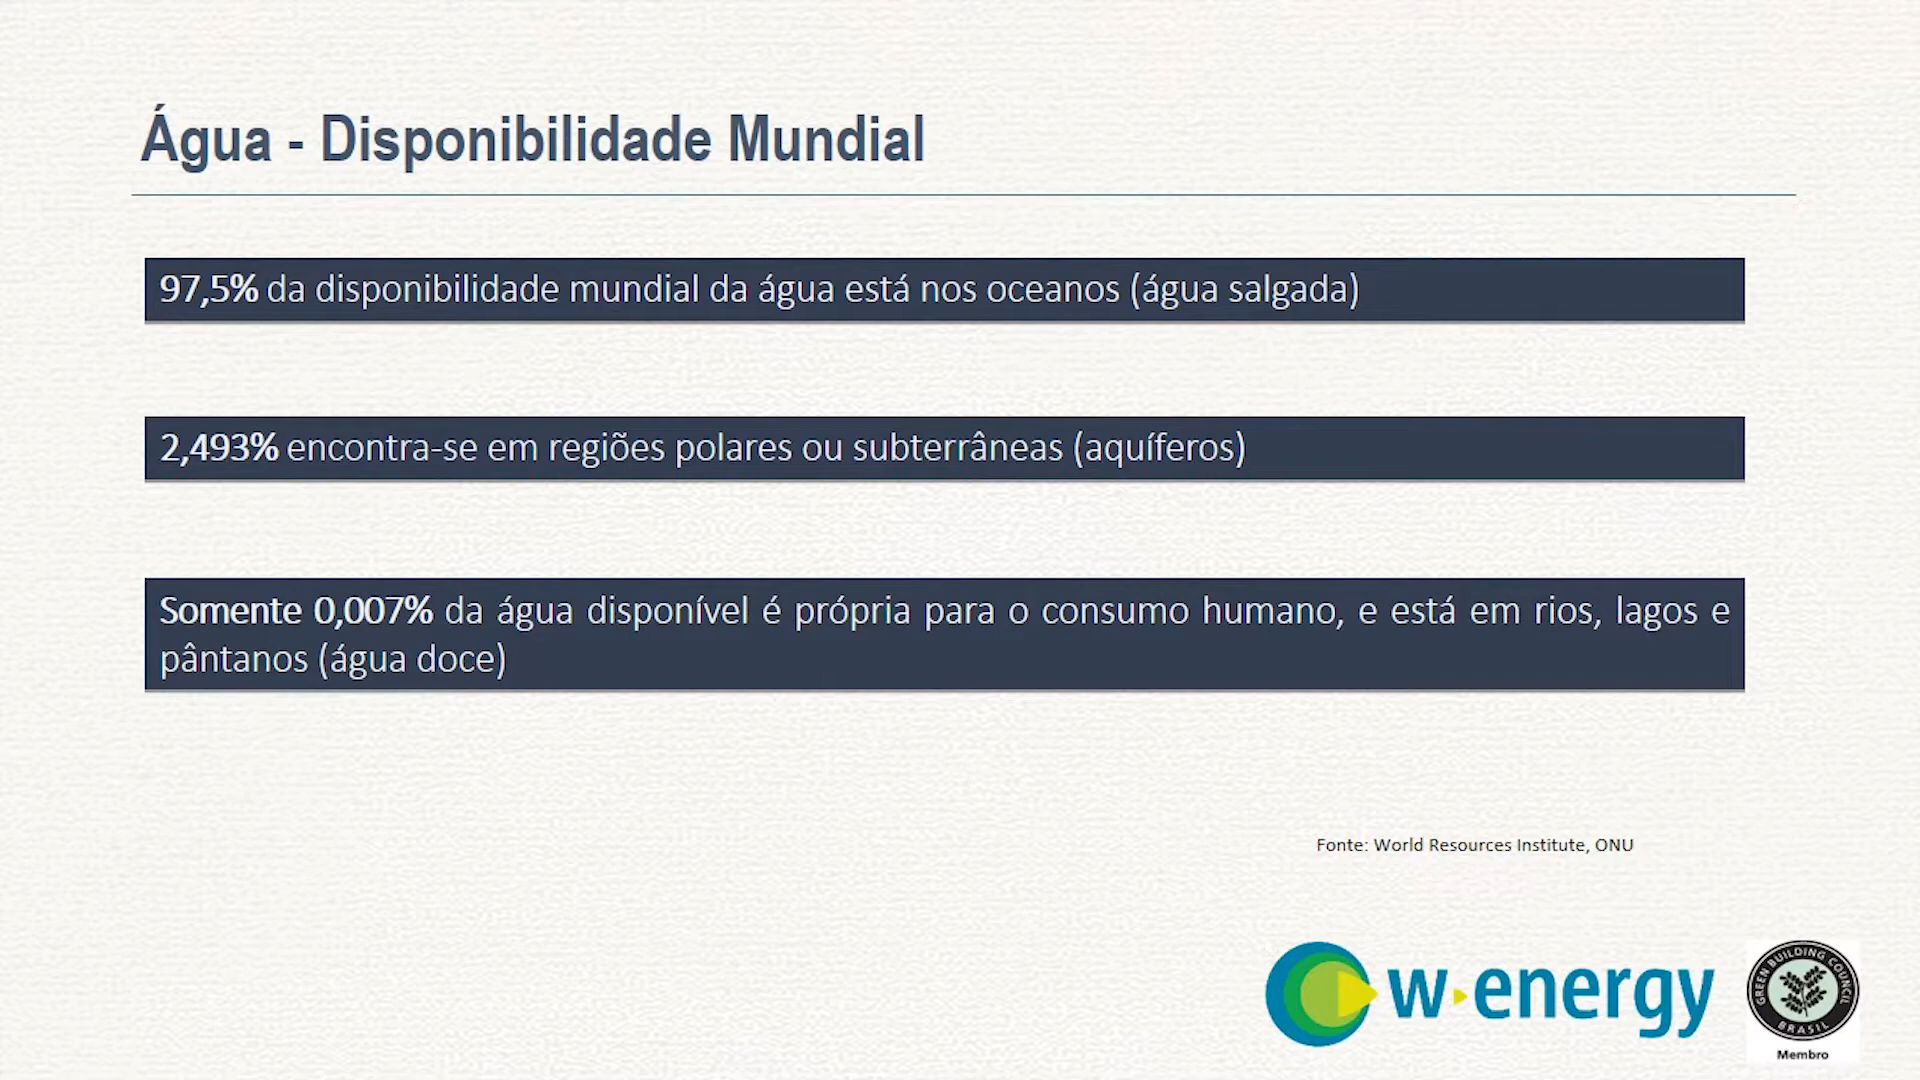 Água - Disponibilidade Mundial
97,5% da disponibilidade mundial da água está nos oceanos (água salgada)
2,493% encontra-se em regiões polares ou subterrâneas (aquíferos)
Somente 0,007% da água disponível é própria para o consumo humano, e está em rios, lagos e
pântanos (água doce)
Fonte: World Resources Institute, ONU
w energy
GREEN BUILDING COUNCIL
BRASIL
Membro